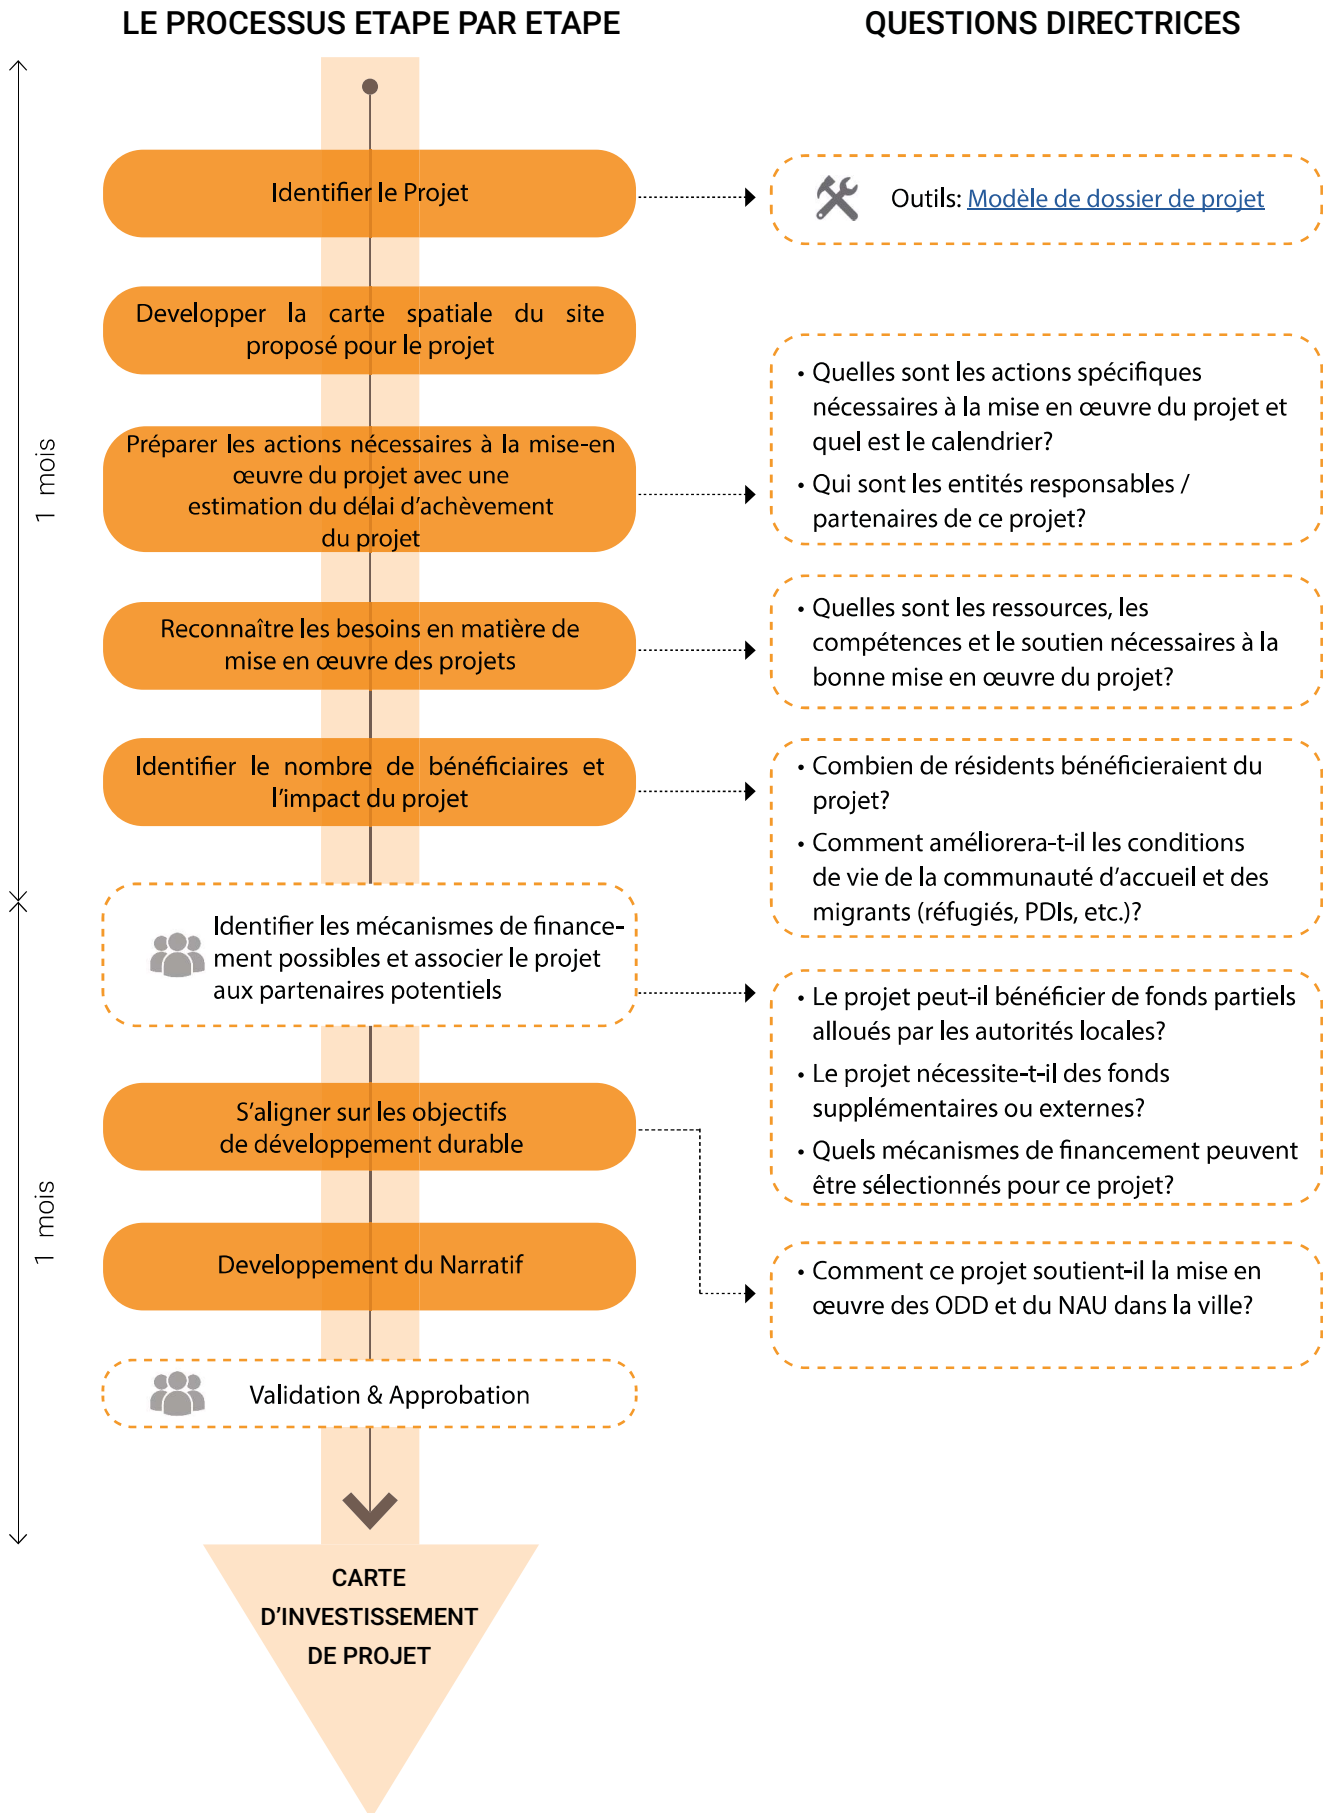 LE PROCESSUS ETAPE PAR ETAPE
QUESTIONS DIRECTRICES
1 mois
Identifier le Projet
Outils: Modèle de dossier de projet
Developper la carte spatiale du site
proposé pour le projet
Préparer les actions nécessaires à la mise-en
œuvre du projet avec une
estimation du délai d’achèvement
du projet
• Quelles sont les actions spécifiques
nécessaires à la mise en œuvre du projet et
quel est le calendrier?
• Qui sont les entités responsables /
partenaires de ce projet?
Reconnaître les besoins en matière de
mise en œuvre des projets
• Quelles sont les ressources, les
compétences et le soutien nécessaires à la
bonne mise en œuvre du projet?
Identifier le nombre de bénéficiaires et
l’impact du projet
• Combien de résidents bénéficieraient du
projet?
• Comment améliorera-t-il les conditions
de vie de la communauté d’accueil et des
migrants (réfugiés, PDIs, etc.)?
1 mois
Identifier les mécanismes de finance-
ment possibles et associer le projet
aux partenaires potentiels
• Le projet peut-il bénéficier de fonds partiels
alloués par les autorités locales?
• Le projet nécessite-t-il des fonds
supplémentaires ou externes?
• Quels mécanismes de financement peuvent
être sélectionnés pour ce projet?
S’aligner sur les objectifs
de développement durable
• Comment ce projet soutient-il la mise en
œuvre des ODD et du NAU dans la ville?
Developpement du Narratif
Validation & Approbation
CARTE
D’INVESTISSEMENT
DE PROJET